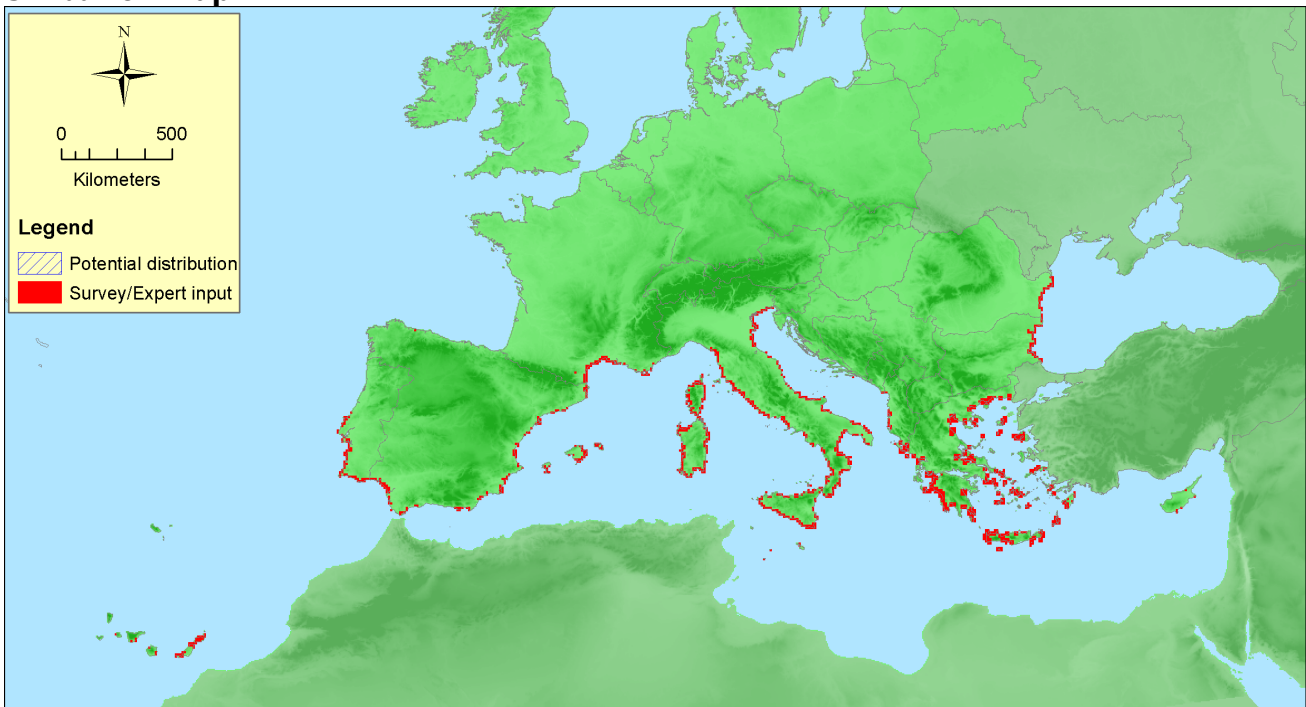 N
0 500
Kilometers
Legend
Potential distribution
Survey/Expert input